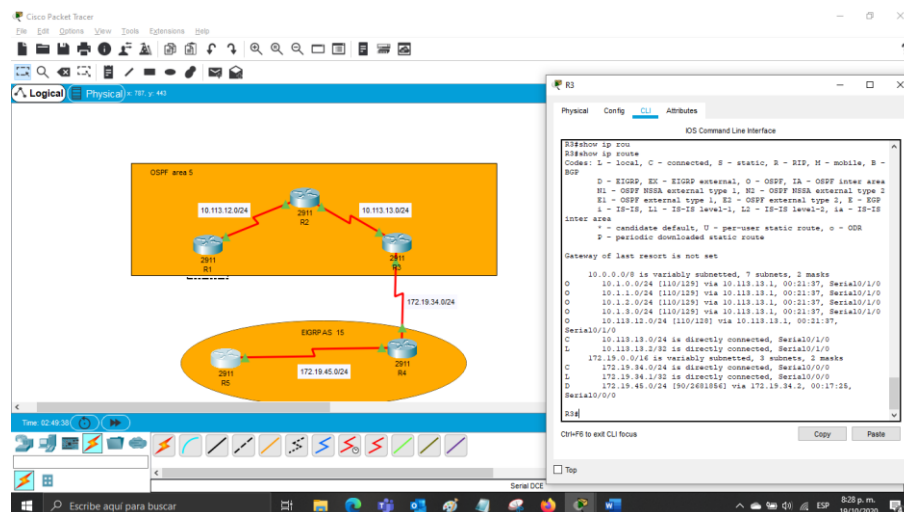 Cisco Packet Tracer
File Edit Options View Tools Extensions Help
Logical Physical x: 787, y: 443
OSPF area 5
10.113.12.0/24
10.113.13.0/24
2911
R2
2911
R1
2911
R3
172.19.34.0/24
EIGRP AS 15
172.19.45.0/24
2911
R5
2911
R4
Time: 02:49:38
Serial DCE
R3
Physical Config CLI Attributes
IOS Command Line Interface
R3#show ip rou
R3#show ip route
Codes: L - local, C - connected, S - static, R - RIP, M - mobile, B -
BGP
D - EIGRP, EX - EIGRP external, O - OSPF, IA - OSPF inter area
N1 - OSPF NSSA external type 1, N2 - OSPF NSSA external type 2
E1 - OSPF external type 1, E2 - OSPF external type 2, E - EGP
i - IS-IS, L1 - IS-IS level-1, L2 - IS-IS level-2, ia - IS-IS
inter area
* - candidate default, U - per-user static route, o - ODR
P - periodic downloaded static route
Gateway of last resort is not set
10.0.0.0/8 is variably subnetted, 7 subnets, 2 masks
O 10.1.0.0/24 [110/129] via 10.113.13.1, 00:21:37, Serial0/1/0
O 10.1.1.0/24 [110/129] via 10.113.13.1, 00:21:37, Serial0/1/0
O 10.1.2.0/24 [110/129] via 10.113.13.1, 00:21:37, Serial0/1/0
O 10.1.3.0/24 [110/129] via 10.113.13.1, 00:21:37, Serial0/1/0
O 10.113.12.0/24 [110/128] via 10.113.13.1, 00:21:37,
Serial0/1/0
C 10.113.13.0/24 is directly connected, Serial0/1/0
L 10.113.13.2/32 is directly connected, Serial0/1/0
172.19.0.0/16 is variably subnetted, 3 subnets, 2 masks
C 172.19.34.0/24 is directly connected, Serial0/0/0
L 172.19.34.1/32 is directly connected, Serial0/0/0
D 172.19.45.0/24 [90/2681856] via 172.19.34.2, 00:17:25,
Serial0/0/0
R3#
Ctrl+F6 to exit CLI focus
Copy Paste
Top
Escribe aquí para buscar
ESP
8:28 p. m.
19/10/2020